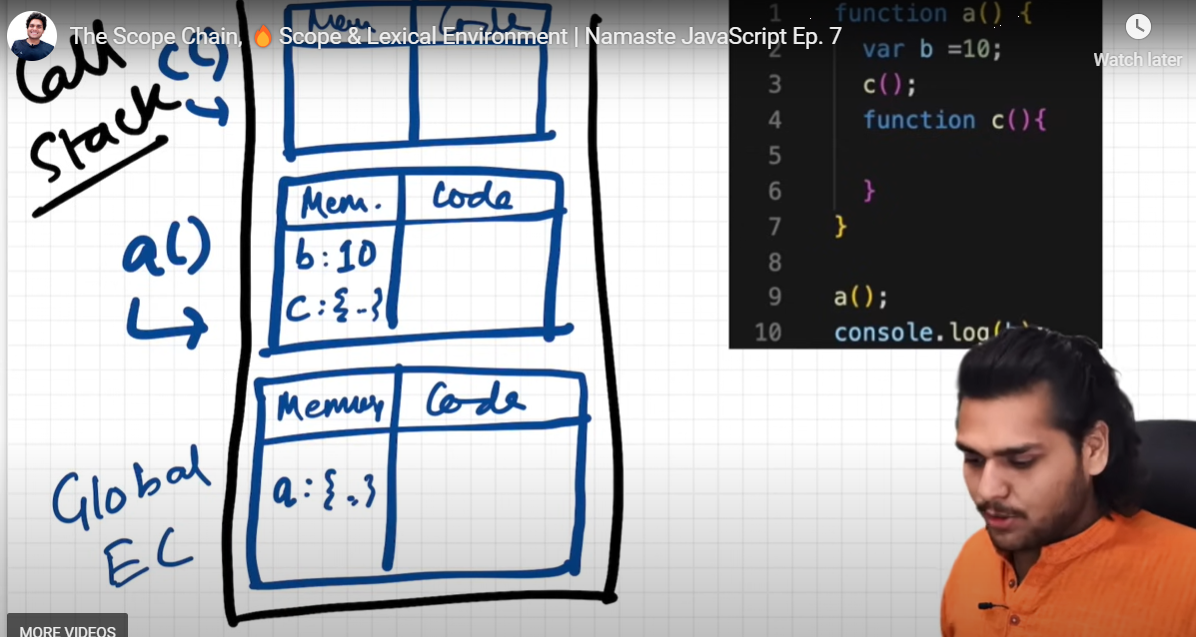 The Scope Chain, 🔥 Scope & Lexical Environment | Namaste JavaScript Ep. 7
Watch later
Call
Stack
c()
Mem. Code
a()
Mem. Code
b : 10
c : {..}
Global
EC
Memory Code
a : {..}
1 function a() {
2 var b =10;
3 c();
4 function c(){
5
6 }
7 }
8
9 a();
10 console.log(b);
MORE VIDEOS